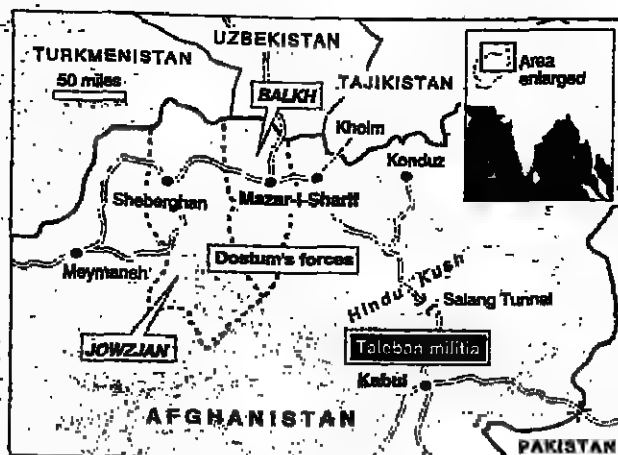 UZBEKISTAN
TURKMENISTAN
50 miles
TAJIKISTAN
Area
enlarged
BALKH
Kholm
Konduz
Sheberghan
Mazar-i-Sharif
Dostum's forces
Meymaneh
Hindu Kush
Salang Tunnel
JOWZJAN
Taleban militia
Kabul
AFGHANISTAN
PAKISTAN